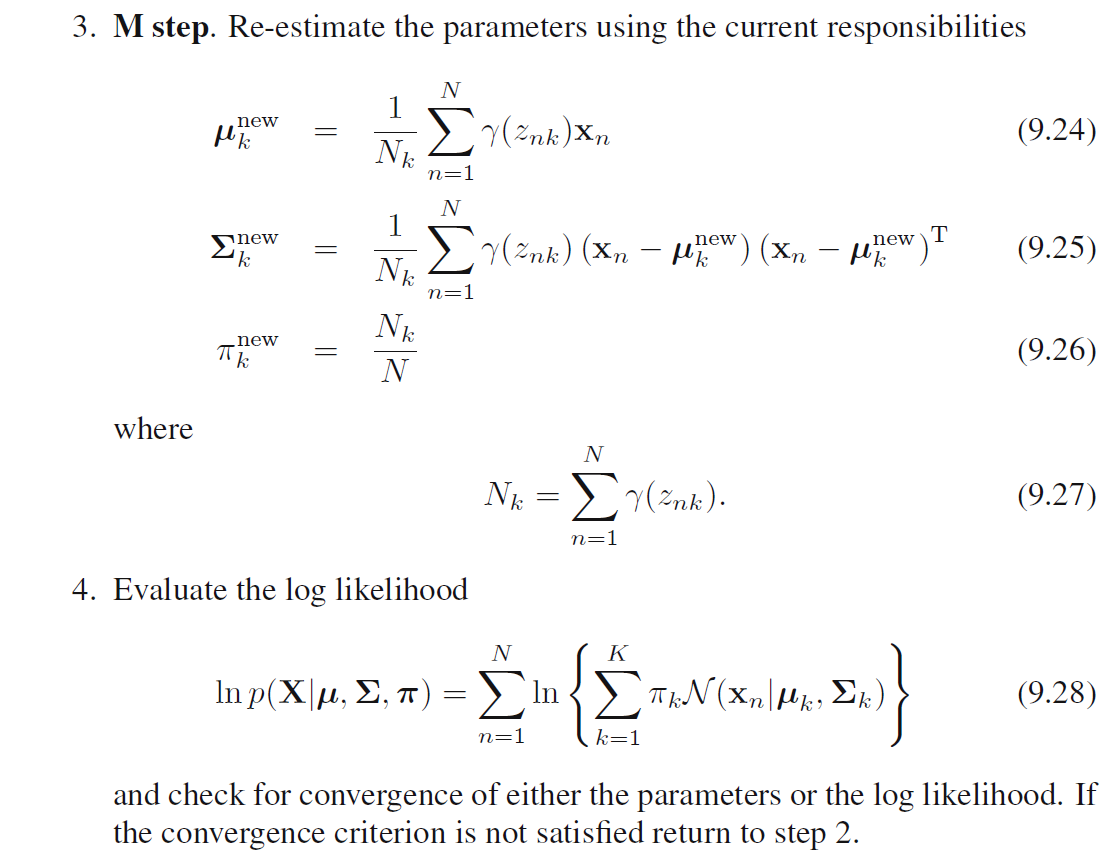 3. M step. Re-estimate the parameters using the current responsibilities
$\boldsymbol{\mu}_k^{\text{new}} = \frac{1}{N_k} \sum_{n=1}^{N} \gamma(z_{nk}) \mathbf{x}_n$ (9.24)
$\boldsymbol{\Sigma}_k^{\text{new}} = \frac{1}{N_k} \sum_{n=1}^{N} \gamma(z_{nk}) (\mathbf{x}_n - \boldsymbol{\mu}_k^{\text{new}}) (\mathbf{x}_n - \boldsymbol{\mu}_k^{\text{new}})^{\text{T}}$ (9.25)
$\pi_k^{\text{new}} = \frac{N_k}{N}$ (9.26)
where
$N_k = \sum_{n=1}^{N} \gamma(z_{nk}).$ (9.27)
4. Evaluate the log likelihood
$\ln p(\mathbf{X}|\boldsymbol{\mu}, \boldsymbol{\Sigma}, \boldsymbol{\pi}) = \sum_{n=1}^{N} \ln \left\{ \sum_{k=1}^{K} \pi_k \mathcal{N}(\mathbf{x}_n|\boldsymbol{\mu}_k, \boldsymbol{\Sigma}_k) \right\}$ (9.28)
and check for convergence of either the parameters or the log likelihood. If
the convergence criterion is not satisfied return to step 2.